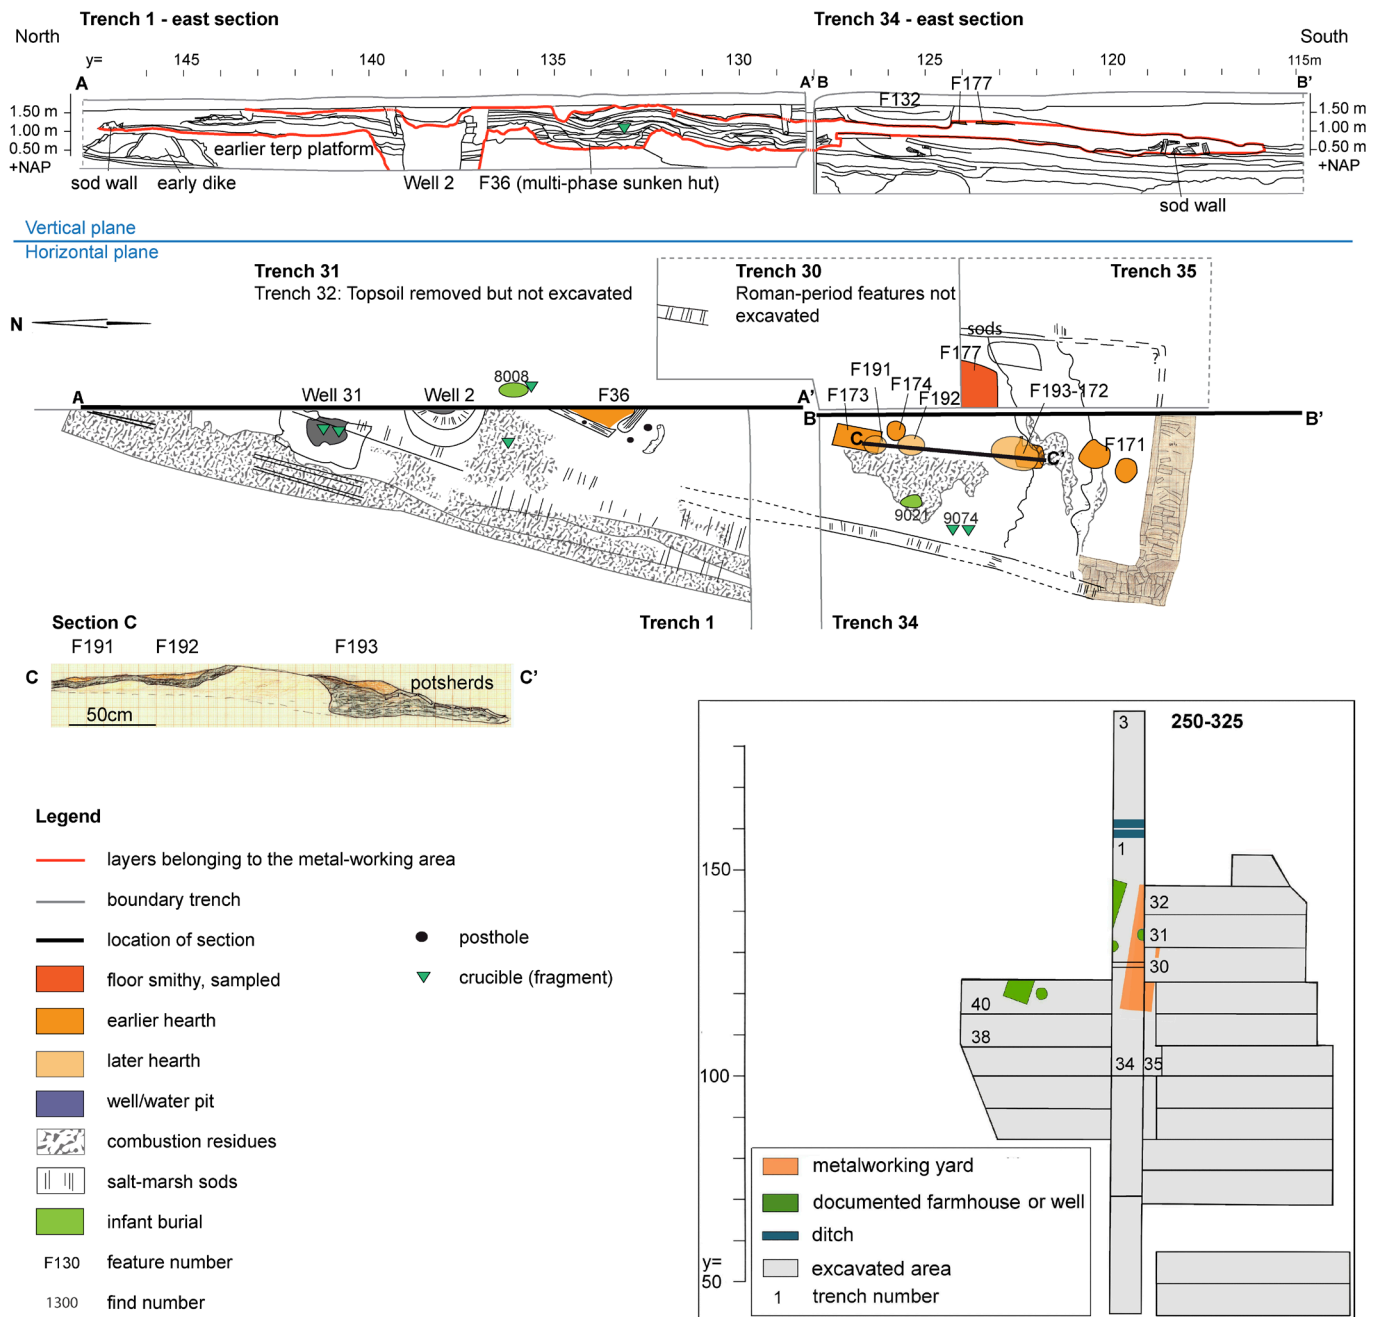 Trench 1 - east section
Trench 34 - east section
North
South
y=
145
140
135
130
125
120
115m
A
A' B
B'
F177
F132
1.50 m
1.00 m
0.50 m
+NAP
1.50 m
1.00 m
0.50 m
+NAP
earlier terp platform
sod wall
early dike
Well 2
F36 (multi-phase sunken hut)
sod wall
Vertical plane
Horizontal plane
Trench 31
Trench 32: Topsoil removed but not excavated
Trench 30
Roman-period features not
excavated
Trench 35
N
sods
?
F177
8008
F191
F174
F193-172
A
Well 31
Well 2
F36
A'
F173
F192
B
B'
C
C'
F171
9021
9074
Trench 1
Trench 34
Section C
F191
F192
F193
C
potsherds
C'
50cm
Legend
layers belonging to the metal-working area
boundary trench
location of section
floor smithy, sampled
earlier hearth
later hearth
well/water pit
combustion residues
salt-marsh sods
infant burial
F130
feature number
1300
find number
posthole
crucible (fragment)
3
250-325
1
150
32
31
30
40
38
34
35
100
y=
50
metalworking yard
documented farmhouse or well
ditch
excavated area
1
trench number